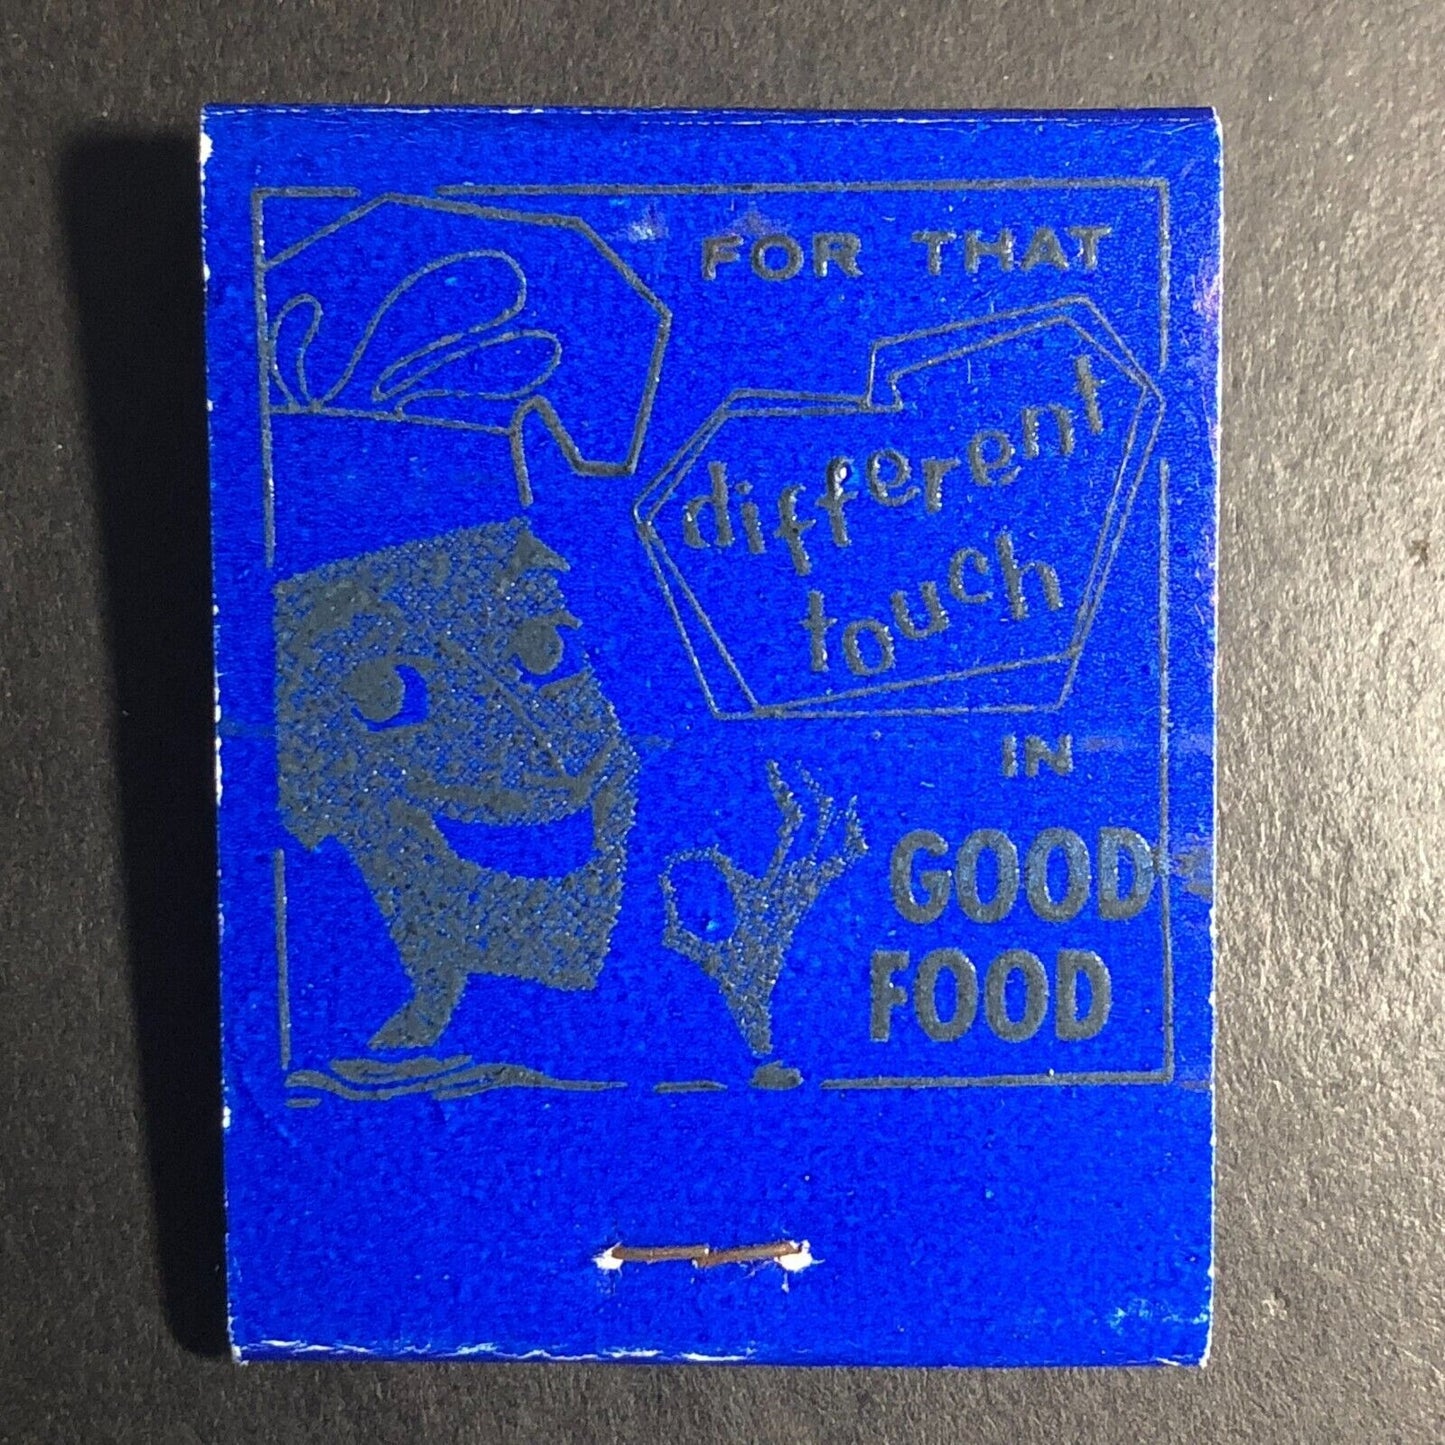 FOR THAT
different
touch
IN
GOOD
FOOD